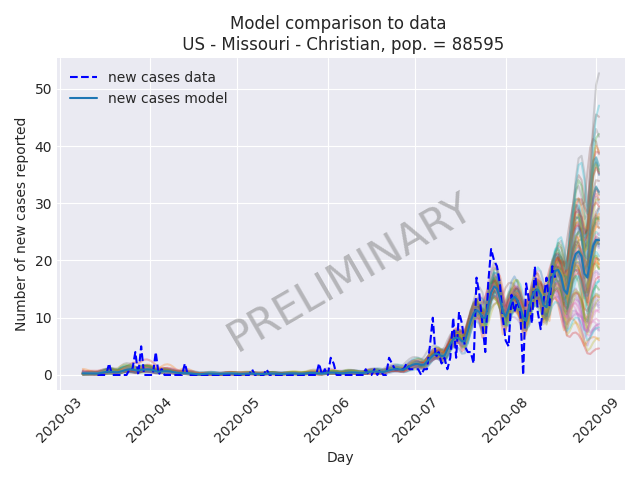 Model comparison to data
US - Missouri - Christian, pop. = 88595
new cases data
new cases model
Number of new cases reported
50
40
30
20
10
0
PRELIMINARY
2020-03
2020-04
2020-05
2020-06
2020-07
2020-08
2020-09
Day